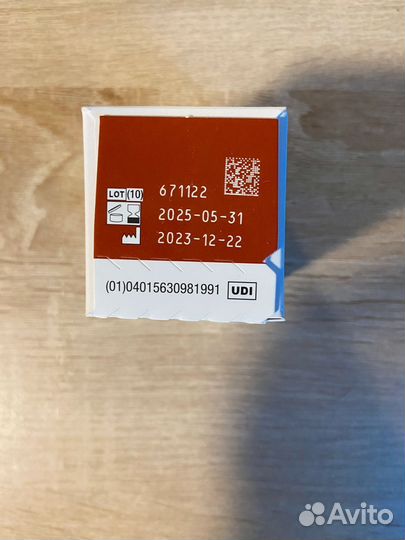 LOT (10) 671122
2025-05-31
2023-12-22
(01)04015630981991 UDI
Avito